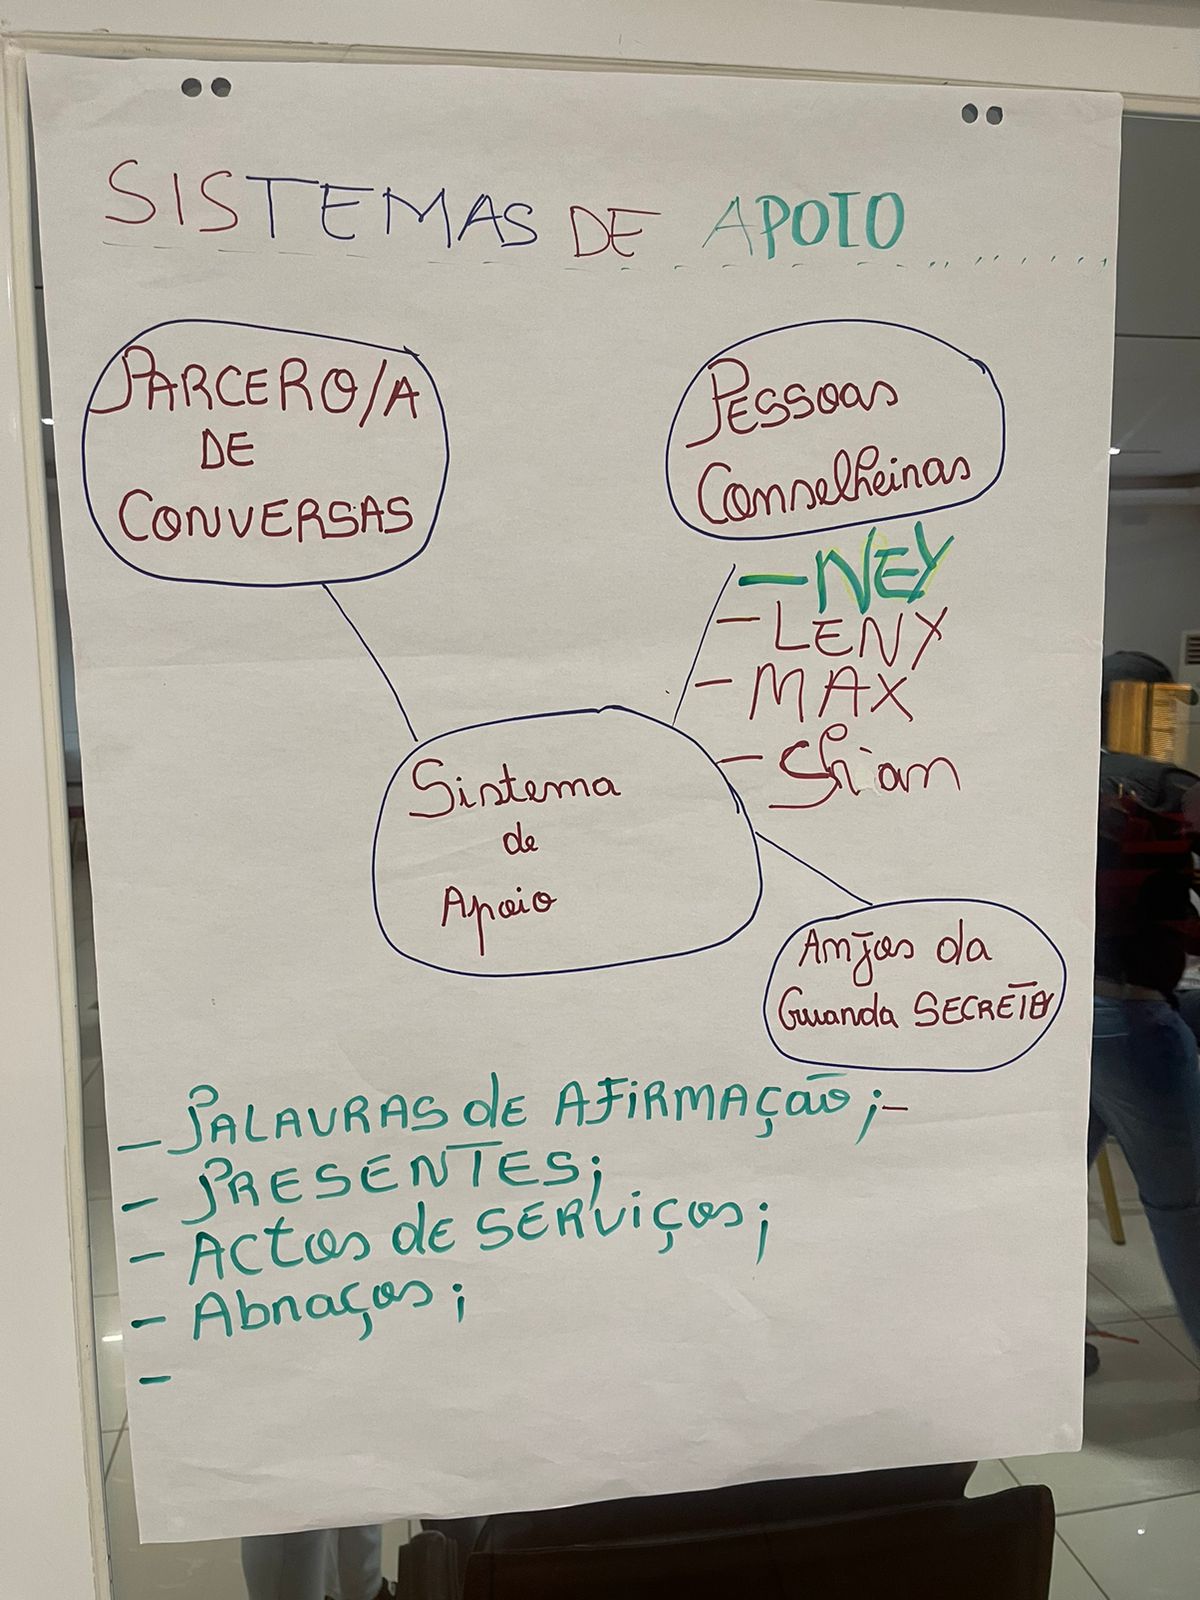 SISTEMAS DE APOIO
PARCERO/A
DE
CONVERSAS
PESSOAS
Conselheiras
- NEY
- LENY
- MAX
- Shian
Sistema
de
Apoio
Anjos da
Guarda SECRETO
- PALAVRAS de AFIRMAÇÃO;-
- PRESENTES;
- ACTOS de SERViços;
- Abraços;
-